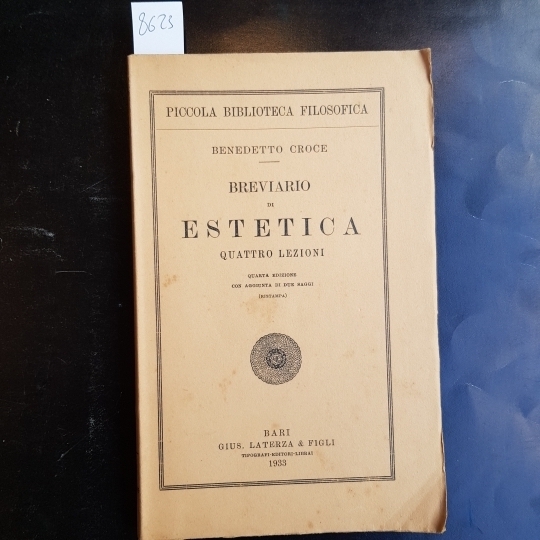 8623
PICCOLA BIBLIOTECA FILOSOFICA
BENEDETTO CROCE
BREVIARIO
DI
ESTETICA
QUATTRO LEZIONI
QUARTA EDIZIONE
CON AGGIUNTA DI DUE SAGGI
(RISTAMPA)
BARI
GIUS. LATERZA & FIGLI
TIPOGRAFI-EDITORI-LIBRAI
1933